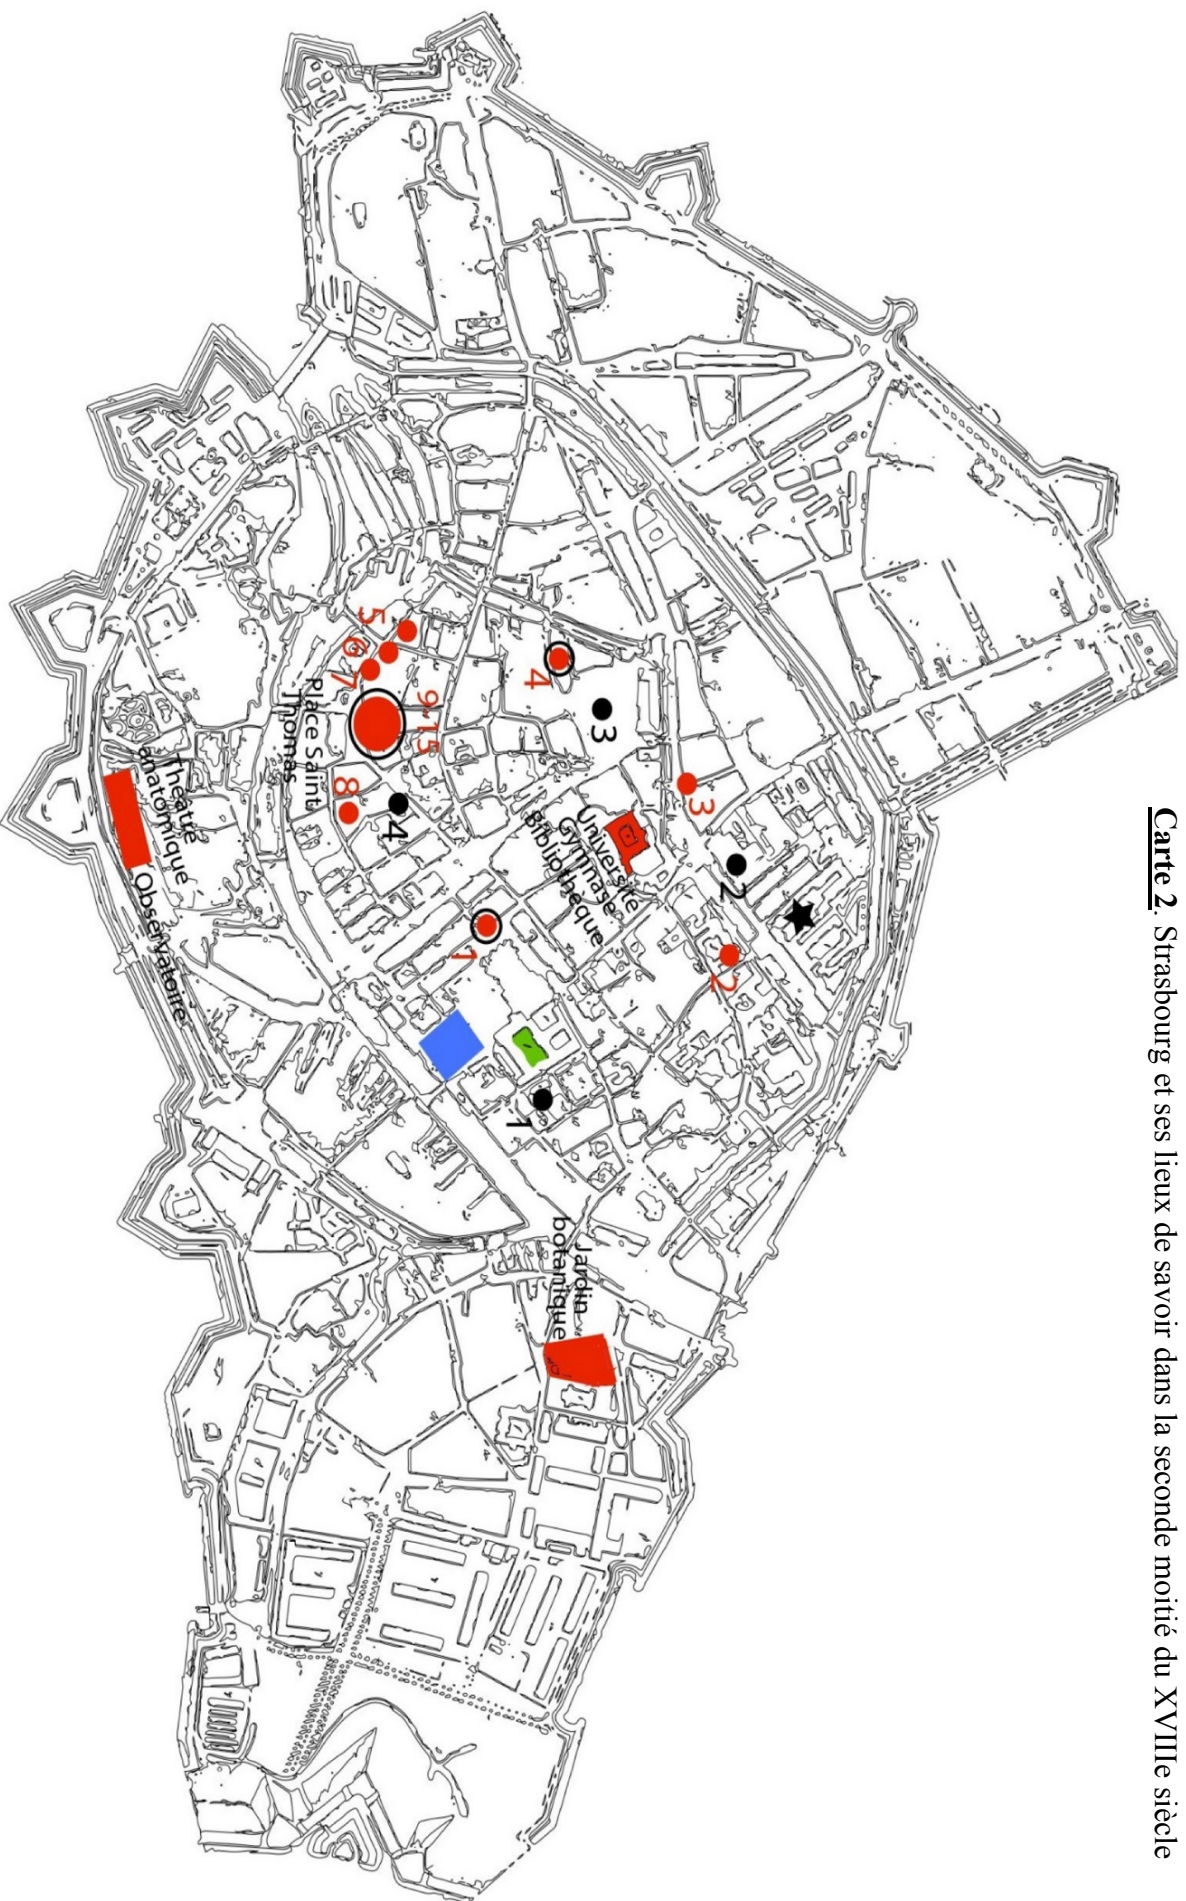 Carte 2. Strasbourg et ses lieux de savoir dans la seconde moitié du XVIIIe siècle
2
2
3
3
Université
Gymnase
Bibliothèque
Jardin
botanique
4
1
1
9-15
4
5
6
7
8
Place Saint
Thomas
Théâtre
anatomique
Observatoire